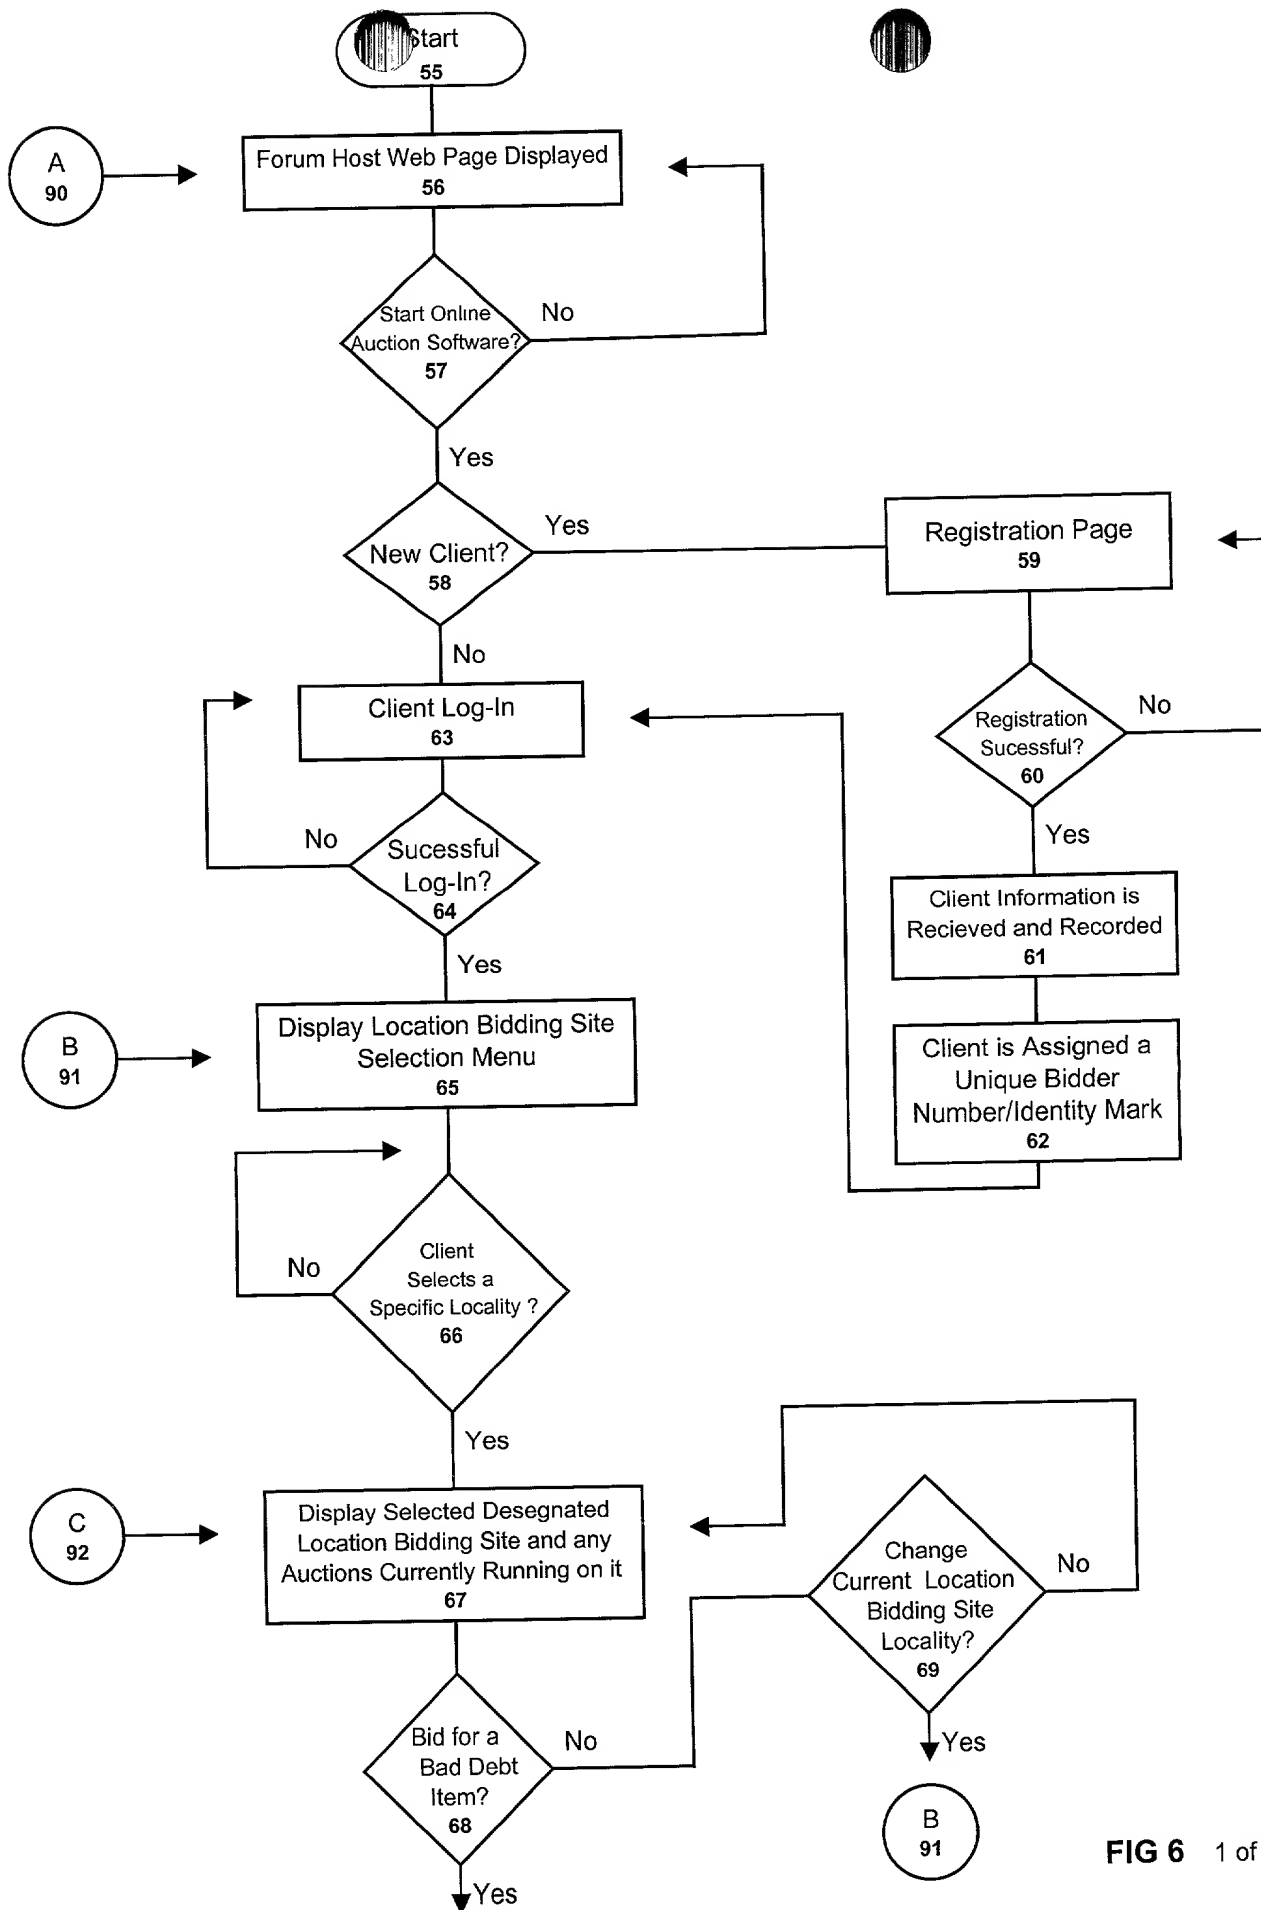 Start
55
A
90
Forum Host Web Page Displayed
56
Start Online
Auction Software?
57
No
Yes
New Client?
58
Yes
Registration Page
59
No
Client Log-In
63
Registration
Sucessful?
60
No
No
Sucessful
Log-In?
64
Yes
Client Information is
Recieved and Recorded
61
Yes
Display Location Bidding Site
Selection Menu
65
B
91
Client is Assigned a
Unique Bidder
Number/Identity Mark
62
Client
Selects a
Specific Locality ?
66
No
Yes
C
92
Display Selected Desegnated
Location Bidding Site and any
Auctions Currently Running on it
67
Change
Current Location
Bidding Site
Locality?
69
No
Bid for a
Bad Debt
Item?
68
No
Yes
B
91
Yes
FIG 6 1 of